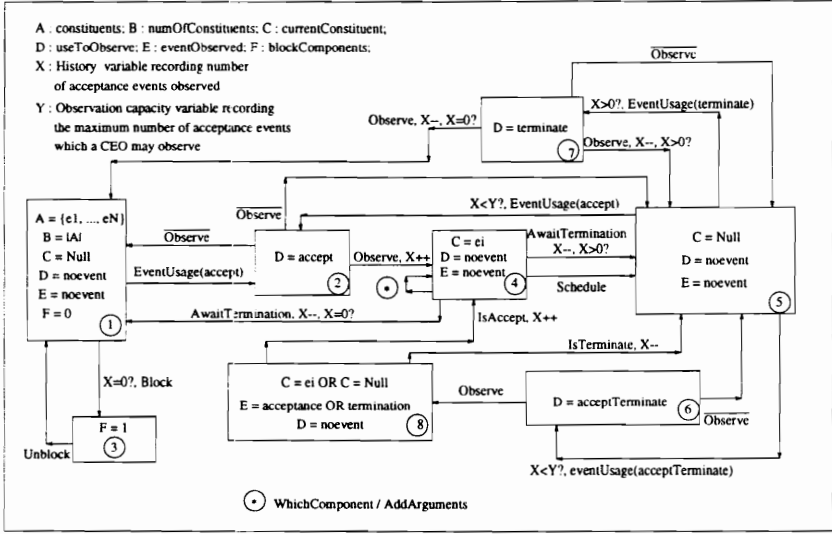 A : constituents; B : numOfConstituents; C : currentConstituent;
D : useToObserve; E : eventObserved; F : blockComponents;
X : History variable recording number
of acceptance events observed
Y : Observation capacity variable recording
the maximum number of acceptance events
which a CEO may observe
Observe
X>0?, EventUsage(terminate)
Observe, X--, X=0?
D = terminate
7
Observe, X--, X>0?
X<Y?, EventUsage(accept)
Observe
A = {e1, ..., eN}
B = |A|
C = Null
D = noevent
E = noevent
F = 0
1
Observe
EventUsage(accept)
D = accept
2
Observe, X++
C = ei
D = noevent
E = noevent
4
AwaitTermination
X--, X>0?
Schedule
C = Null
D = noevent
E = noevent
5
AwaitTermination, X--, X=0?
IsAccept, X++
IsTerminate, X--
X=0?, Block
C = ei OR C = Null
E = acceptance OR termination
D = noevent
8
Observe
D = acceptTerminate
6
Observe
F = 1
3
Unblock
X<Y?, eventUsage(acceptTerminate)
WhichComponent / AddArguments